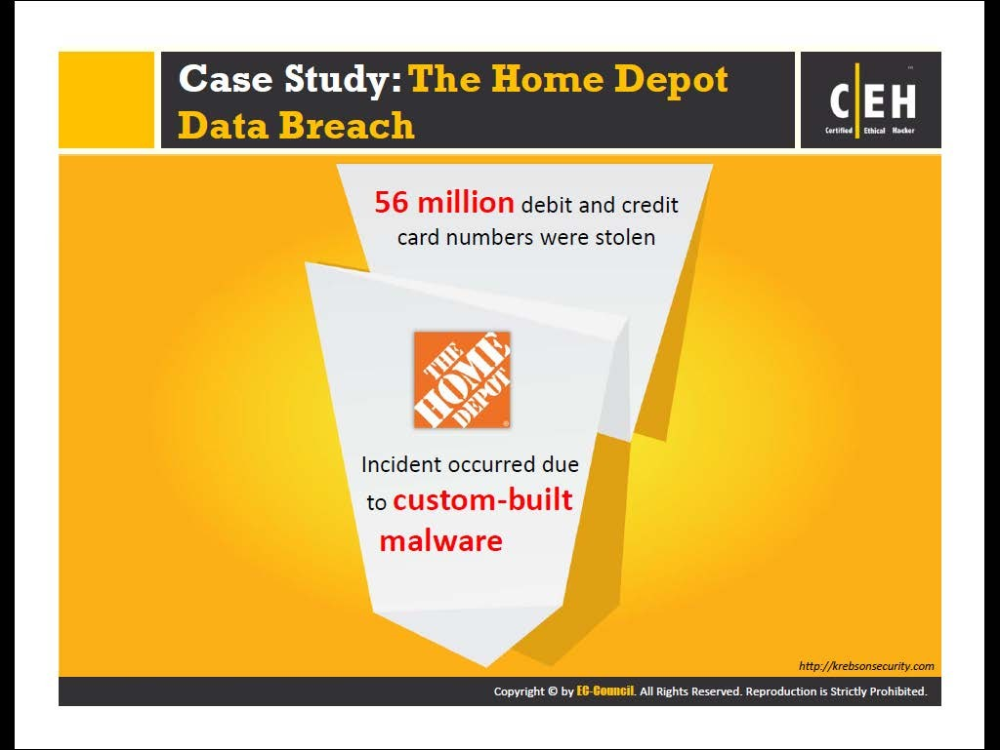 Case Study: The Home Depot
Data Breach
C|EH
™
Certified Ethical Hacker
56 million debit and credit
card numbers were stolen
THE
HOME
DEPOT
®
Incident occurred due
to custom-built
malware
http://krebsonsecurity.com
Copyright © by EC-Council. All Rights Reserved. Reproduction is Strictly Prohibited.